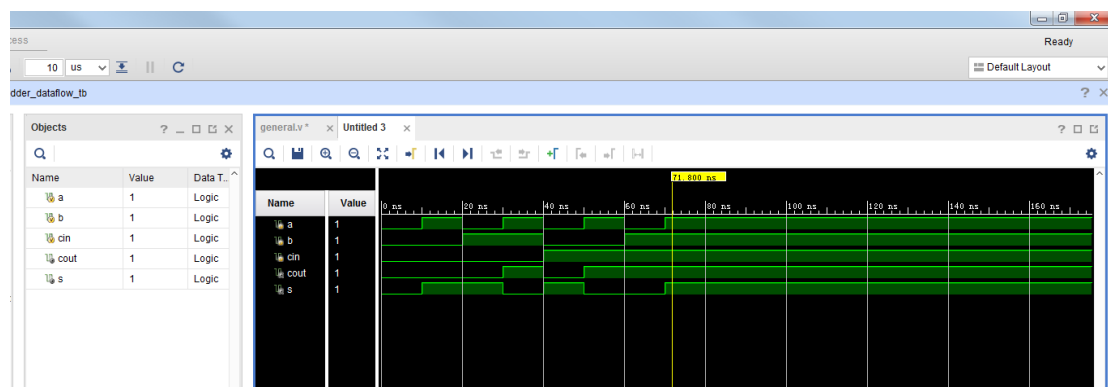 cess
Ready
10 us
Default Layout
dder_dataflow_tb
?
Objects
?
general.v *
Untitled 3
?
Name Value Data T...
a 1 Logic
b 1 Logic
cin 1 Logic
cout 1 Logic
s 1 Logic
71.800 ns
Name Value
0 ns 20 ns 40 ns 60 ns 80 ns 100 ns 120 ns 140 ns 160 ns
a 1
b 1
cin 1
cout 1
s 1